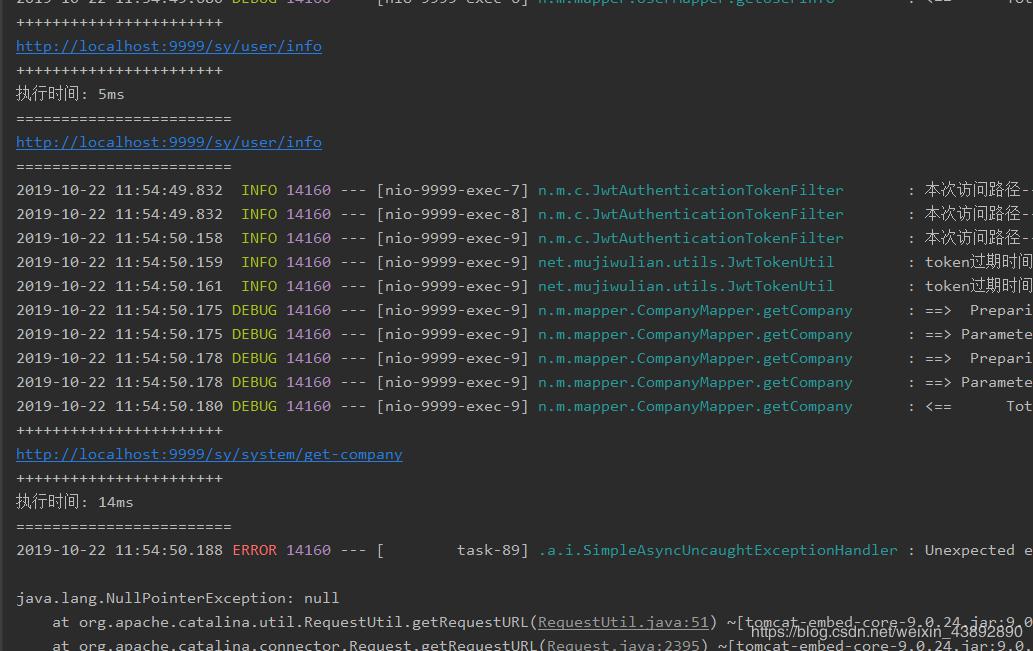 DEBUG 14160 --- [nio-9999-exec-6] n.m.mapper.UserMapper.getUserInfo : <== Tot
+++++++++++++++++++++++
http://localhost:9999/sy/user/info
+++++++++++++++++++++++
执行时间: 5ms
========================
http://localhost:9999/sy/user/info
========================
2019-10-22 11:54:49.832 INFO 14160 --- [nio-9999-exec-7] n.m.c.JwtAuthenticationTokenFilter : 本次访问路径--
2019-10-22 11:54:49.832 INFO 14160 --- [nio-9999-exec-8] n.m.c.JwtAuthenticationTokenFilter : 本次访问路径--
2019-10-22 11:54:50.158 INFO 14160 --- [nio-9999-exec-9] n.m.c.JwtAuthenticationTokenFilter : 本次访问路径--
2019-10-22 11:54:50.159 INFO 14160 --- [nio-9999-exec-9] net.mujiwulian.utils.JwtTokenUtil : token过期时间
2019-10-22 11:54:50.161 INFO 14160 --- [nio-9999-exec-9] net.mujiwulian.utils.JwtTokenUtil : token过期时间
2019-10-22 11:54:50.175 DEBUG 14160 --- [nio-9999-exec-9] n.m.mapper.CompanyMapper.getCompany : ==> Prepari
2019-10-22 11:54:50.175 DEBUG 14160 --- [nio-9999-exec-9] n.m.mapper.CompanyMapper.getCompany : ==> Paramete
2019-10-22 11:54:50.178 DEBUG 14160 --- [nio-9999-exec-9] n.m.mapper.CompanyMapper.getCompany : ==> Prepari
2019-10-22 11:54:50.178 DEBUG 14160 --- [nio-9999-exec-9] n.m.mapper.CompanyMapper.getCompany : ==> Paramete
2019-10-22 11:54:50.180 DEBUG 14160 --- [nio-9999-exec-9] n.m.mapper.CompanyMapper.getCompany : <== Tot
+++++++++++++++++++++++
http://localhost:9999/sy/system/get-company
+++++++++++++++++++++++
执行时间: 14ms
========================
2019-10-22 11:54:50.188 ERROR 14160 --- [ task-89] .a.i.SimpleAsyncUncaughtExceptionHandler : Unexpected e
java.lang.NullPointerException: null
at org.apache.catalina.util.RequestUtil.getRequestURL(RequestUtil.java:51) ~[tomcat-embed-core-9.0.24.jar:9.0
at org.apache.catalina.connector.Request.getRequestURL(Request.java:2395) ~[tomcat-embed-core-9.0.24.jar:9.0
https://blog.csdn.net/weixin_43892890